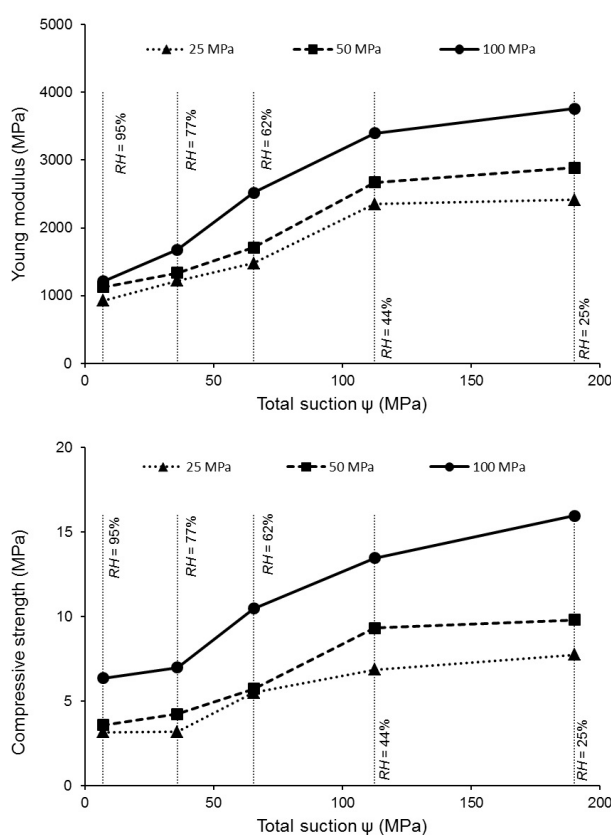 5000
4000
3000
2000
1000
0
Young modulus (MPa)
25 MPa 50 MPa 100 MPa
RH = 95%
RH = 77%
RH = 62%
RH = 44%
RH = 25%
0 50 100 150 200
Total suction ψ (MPa)
20
15
10
5
0
Compressive strength (MPa)
25 MPa 50 MPa 100 MPa
RH = 95%
RH = 77%
RH = 62%
RH = 44%
RH = 25%
0 50 100 150 200
Total suction ψ (MPa)